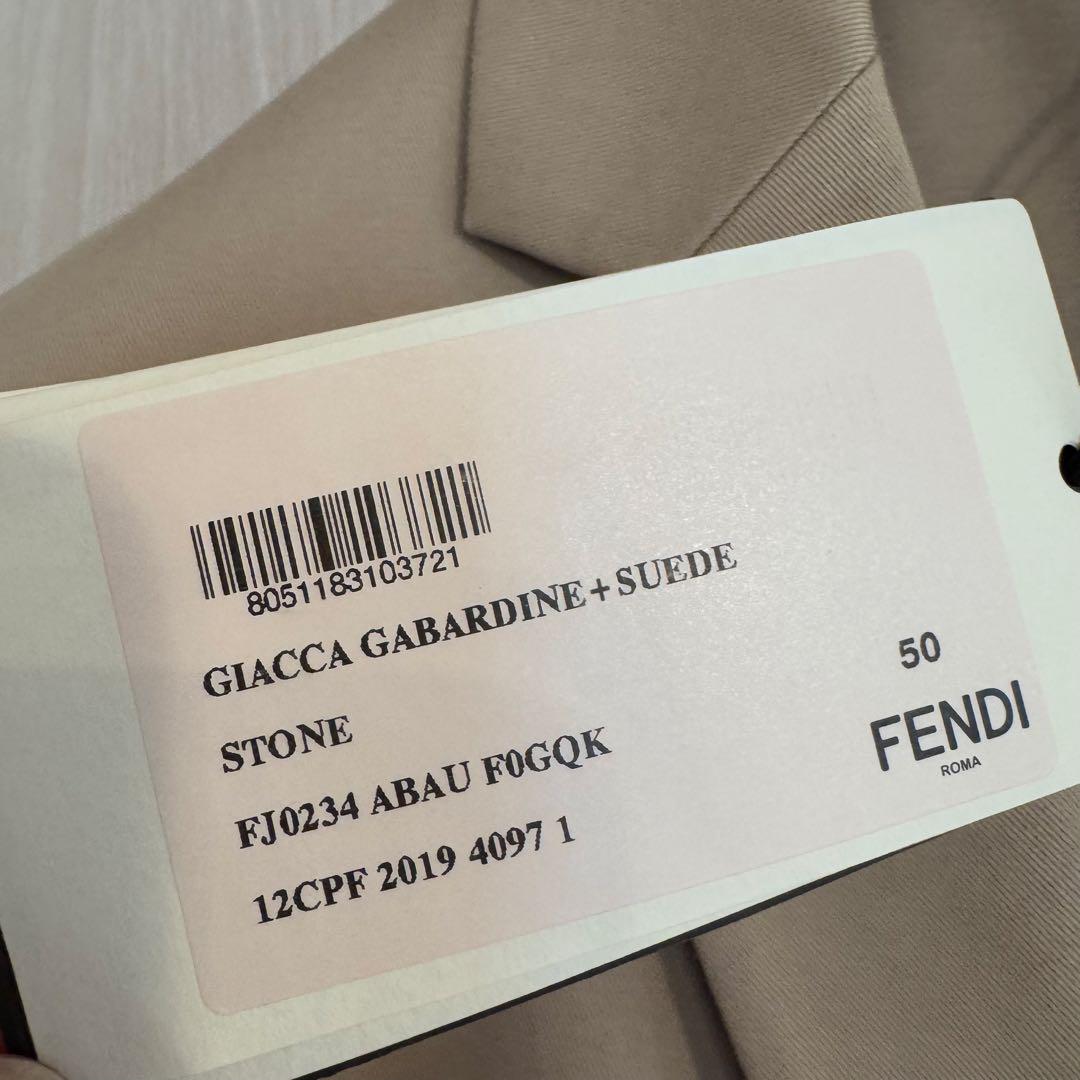 8051183103721
GIACCA GABARDINE+SUEDE
STONE
FJ0234 ABAU F0GQK
12CPF 2019 4097 1
50
FENDI
ROMA